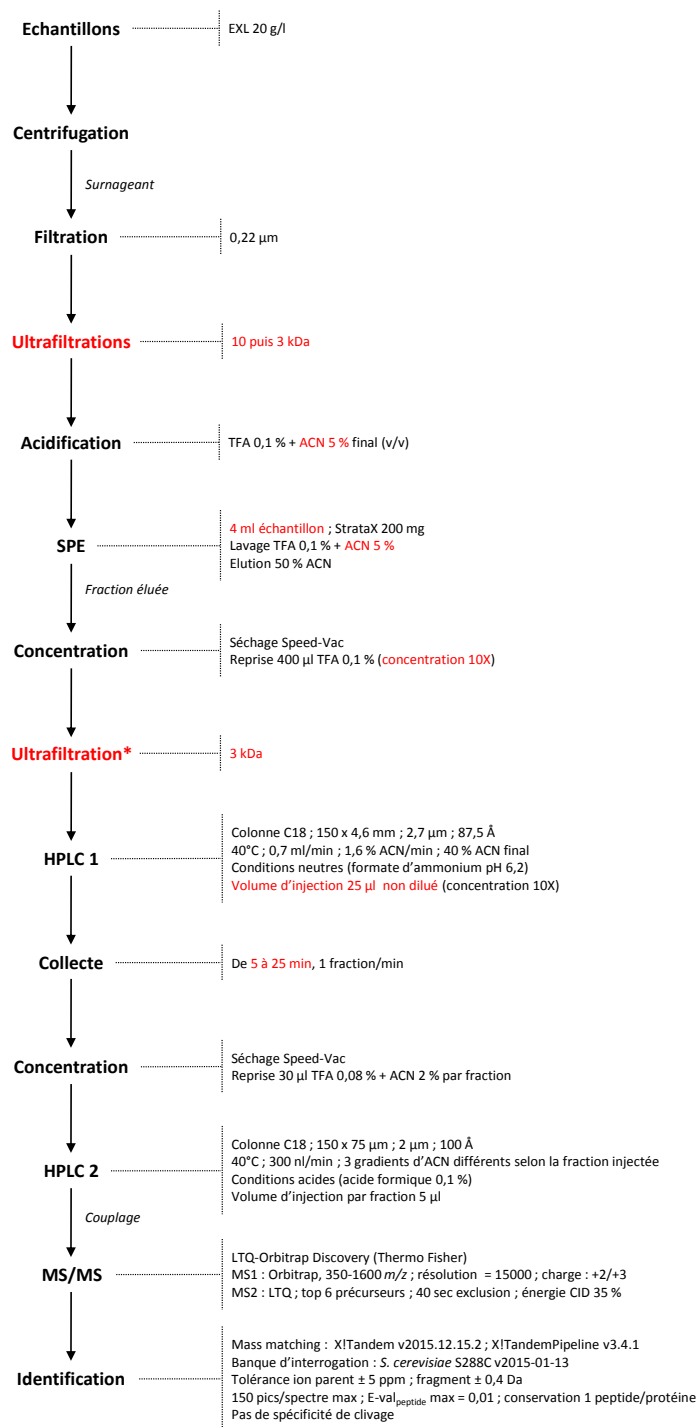 Echantillons
EXL 20 g/l
Centrifugation
Surnageant
Filtration
0,22 µm
Ultrafiltrations
10 puis 3 kDa
Acidification
TFA 0,1 % + ACN 5 % final (v/v)
SPE
4 ml échantillon ; StrataX 200 mg
Lavage TFA 0,1 % + ACN 5 %
Elution 50 % ACN
Fraction éluée
Concentration
Séchage Speed-Vac
Reprise 400 µl TFA 0,1 % (concentration 10X)
Ultrafiltration*
3 kDa
HPLC 1
Colonne C18 ; 150 x 4,6 mm ; 2,7 µm ; 87,5 Å
40°C ; 0,7 ml/min ; 1,6 % ACN/min ; 40 % ACN final
Conditions neutres (formate d'ammonium pH 6,2)
Volume d'injection 25 µl non dilué (concentration 10X)
Collecte
De 5 à 25 min, 1 fraction/min
Concentration
Séchage Speed-Vac
Reprise 30 µl TFA 0,08 % + ACN 2 % par fraction
HPLC 2
Colonne C18 ; 150 x 75 µm ; 2 µm ; 100 Å
40°C ; 300 nl/min ; 3 gradients d'ACN différents selon la fraction injectée
Conditions acides (acide formique 0,1 %)
Volume d'injection par fraction 5 µl
Couplage
MS/MS
LTQ-Orbitrap Discovery (Thermo Fisher)
MS1 : Orbitrap, 350-1600 m/z ; résolution = 15000 ; charge : +2/+3
MS2 : LTQ ; top 6 précurseurs ; 40 sec exclusion ; énergie CID 35 %
Identification
Mass matching : X!Tandem v2015.12.15.2 ; X!TandemPipeline v3.4.1
Banque d'interrogation : S. cerevisiae S288C v2015-01-13
Tolérance ion parent ± 5 ppm ; fragment ± 0,4 Da
150 pics/spectre max ; E-valpeptide max = 0,01 ; conservation 1 peptide/protéine
Pas de spécificité de clivage